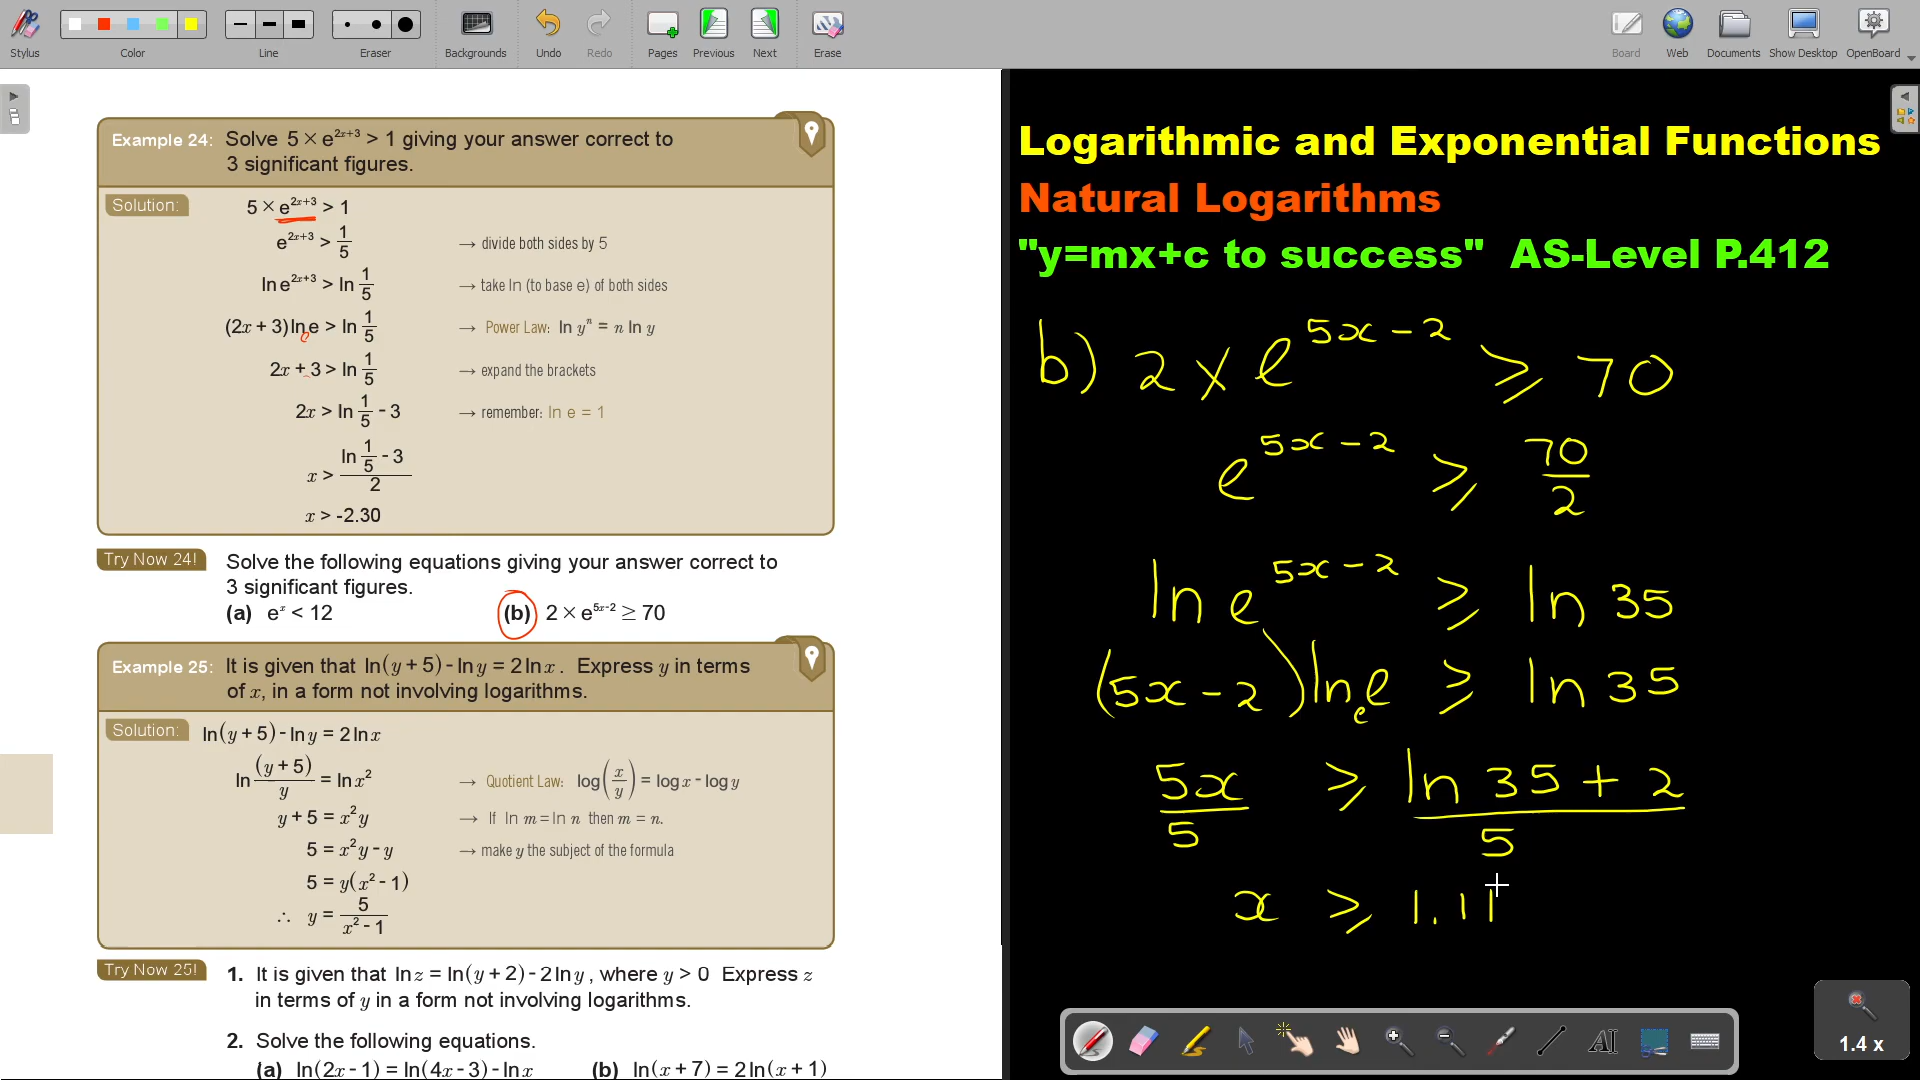 Stylus Color Line Eraser Backgrounds Undo Redo Pages Previous Next Erase Board Web Documents Show Desktop OpenBoard
Example 24: Solve 5 × e^{2x+3} > 1 giving your answer correct to
3 significant figures.
Solution:
5 × e^{2x+3} > 1
e^{2x+3} > 1/5 → divide both sides by 5
ln e^{2x+3} > ln 1/5 → take ln (to base e) of both sides
(2x + 3)ln e > ln 1/5 → Power Law: ln y^n = n ln y
2x + 3 > ln 1/5 → expand the brackets
2x > ln 1/5 - 3 → remember: ln e = 1
x > (ln 1/5 - 3)/2
x > -2.30
Try Now 24! Solve the following equations giving your answer correct to
3 significant figures.
(a) e^x < 12 (b) 2 × e^{5x-2} ≥ 70
Example 25: It is given that ln(y + 5) - ln y = 2 ln x. Express y in terms
of x, in a form not involving logarithms.
Solution: ln(y + 5) - ln y = 2 ln x
ln (y + 5)/y = ln x² → Quotient Law: log(x/y) = log x - log y
y + 5 = x²y → If ln m = ln n then m = n.
5 = x²y - y → make y the subject of the formula
5 = y(x² - 1)
∴ y = 5/(x² - 1)
Try Now 25! 1. It is given that ln z = ln(y + 2) - 2 ln y, where y > 0 Express z
in terms of y in a form not involving logarithms.
2. Solve the following equations.
(a) ln(2x - 1) = ln(4x - 3) - ln x (b) ln(x + 7) = 2 ln(x + 1)
Logarithmic and Exponential Functions
Natural Logarithms
"y=mx+c to success" AS-Level P.412
b) 2 × e^{5x-2} ≥ 70
e^{5x-2} ≥ 70/2
ln e^{5x-2} ≥ ln 35
(5x - 2) ln_e e ≥ ln 35
5x/5 ≥ (ln 35 + 2)/5
x ≥ 1.11
1.4 x